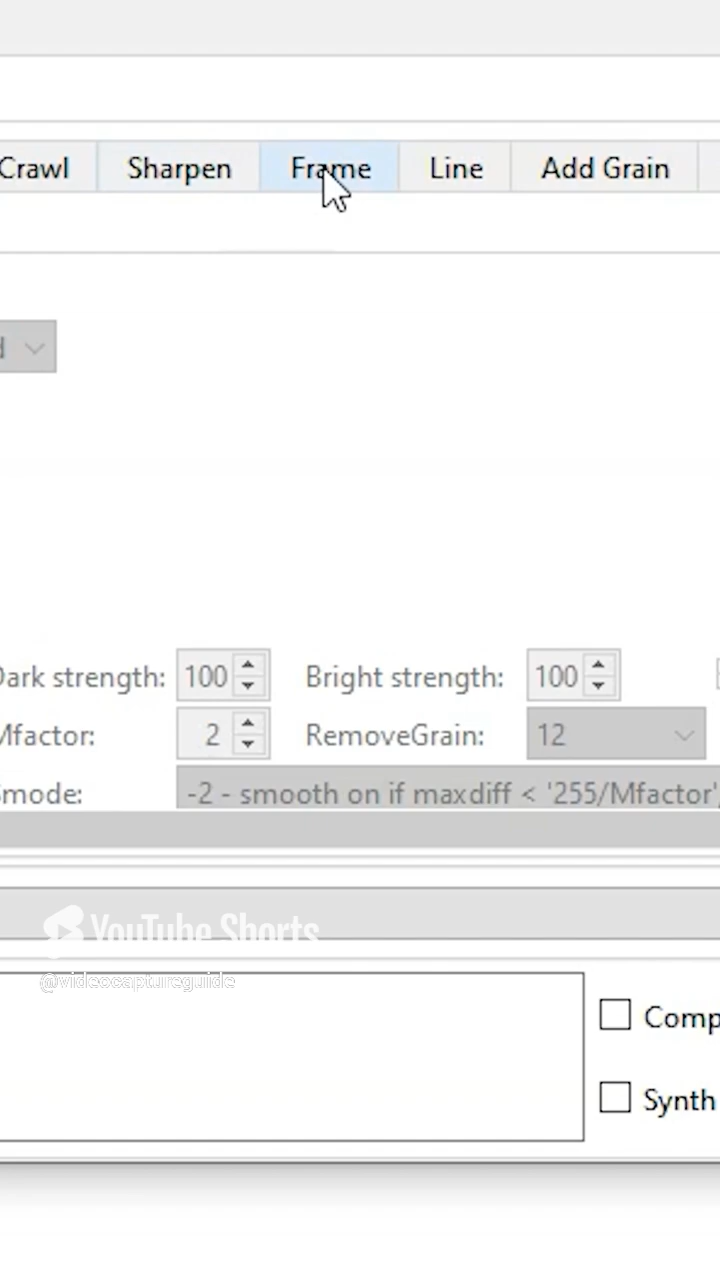 Crawl Sharpen Frame Line Add Grain
Dark strength: 100 Bright strength: 100
Mfactor: 2 RemoveGrain: 12
Smode: -2 - smooth on if maxdiff < '255/Mfactor',
YouTube Shorts
@videocaptureguide
Comp
Synth